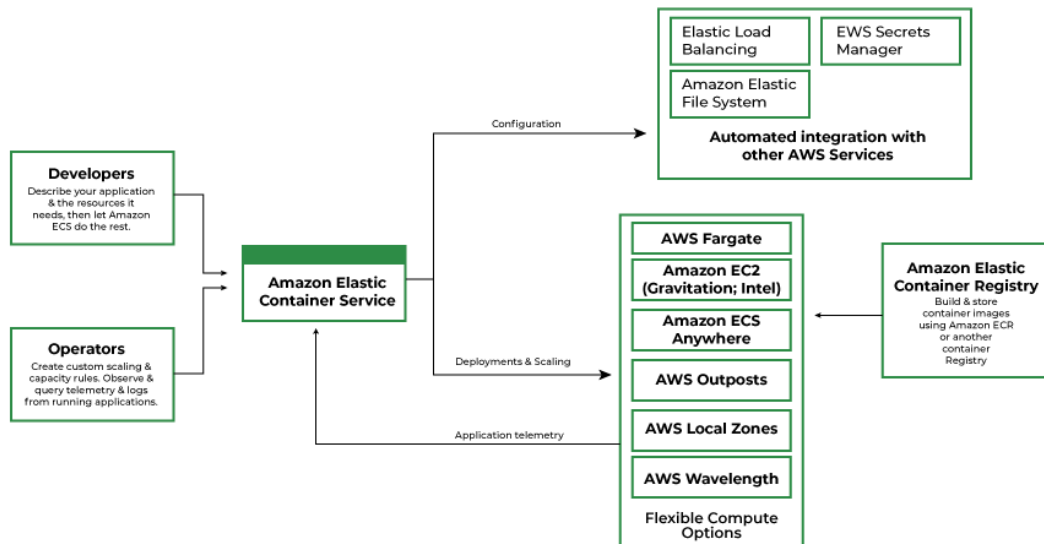 Elastic Load
Balancing
EWS Secrets
Manager
Amazon Elastic
File System
Automated integration with
other AWS Services
Configuration
Developers
Describe your application
& the resources it
needs, then let Amazon
ECS do the rest.
Amazon Elastic
Container Service
Operators
Create custom scaling &
capacity rules. Observe &
query telemetry & logs
from running applications.
Deployments & Scaling
Application telemetry
AWS Fargate
Amazon EC2
(Gravitation; Intel)
Amazon ECS
Anywhere
AWS Outposts
AWS Local Zones
AWS Wavelength
Flexible Compute
Options
Amazon Elastic
Container Registry
Build & store
container images
using Amazon ECR
or another
container
Registry